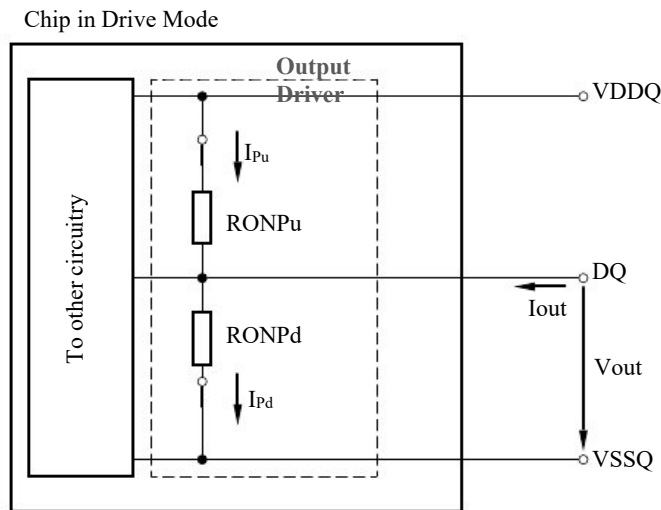 Chip in Drive Mode
Output
Driver
VDDQ
IPu
RONPu
To other circuitry
DQ
Iout
RONPd
Vout
IPd
VSSQ